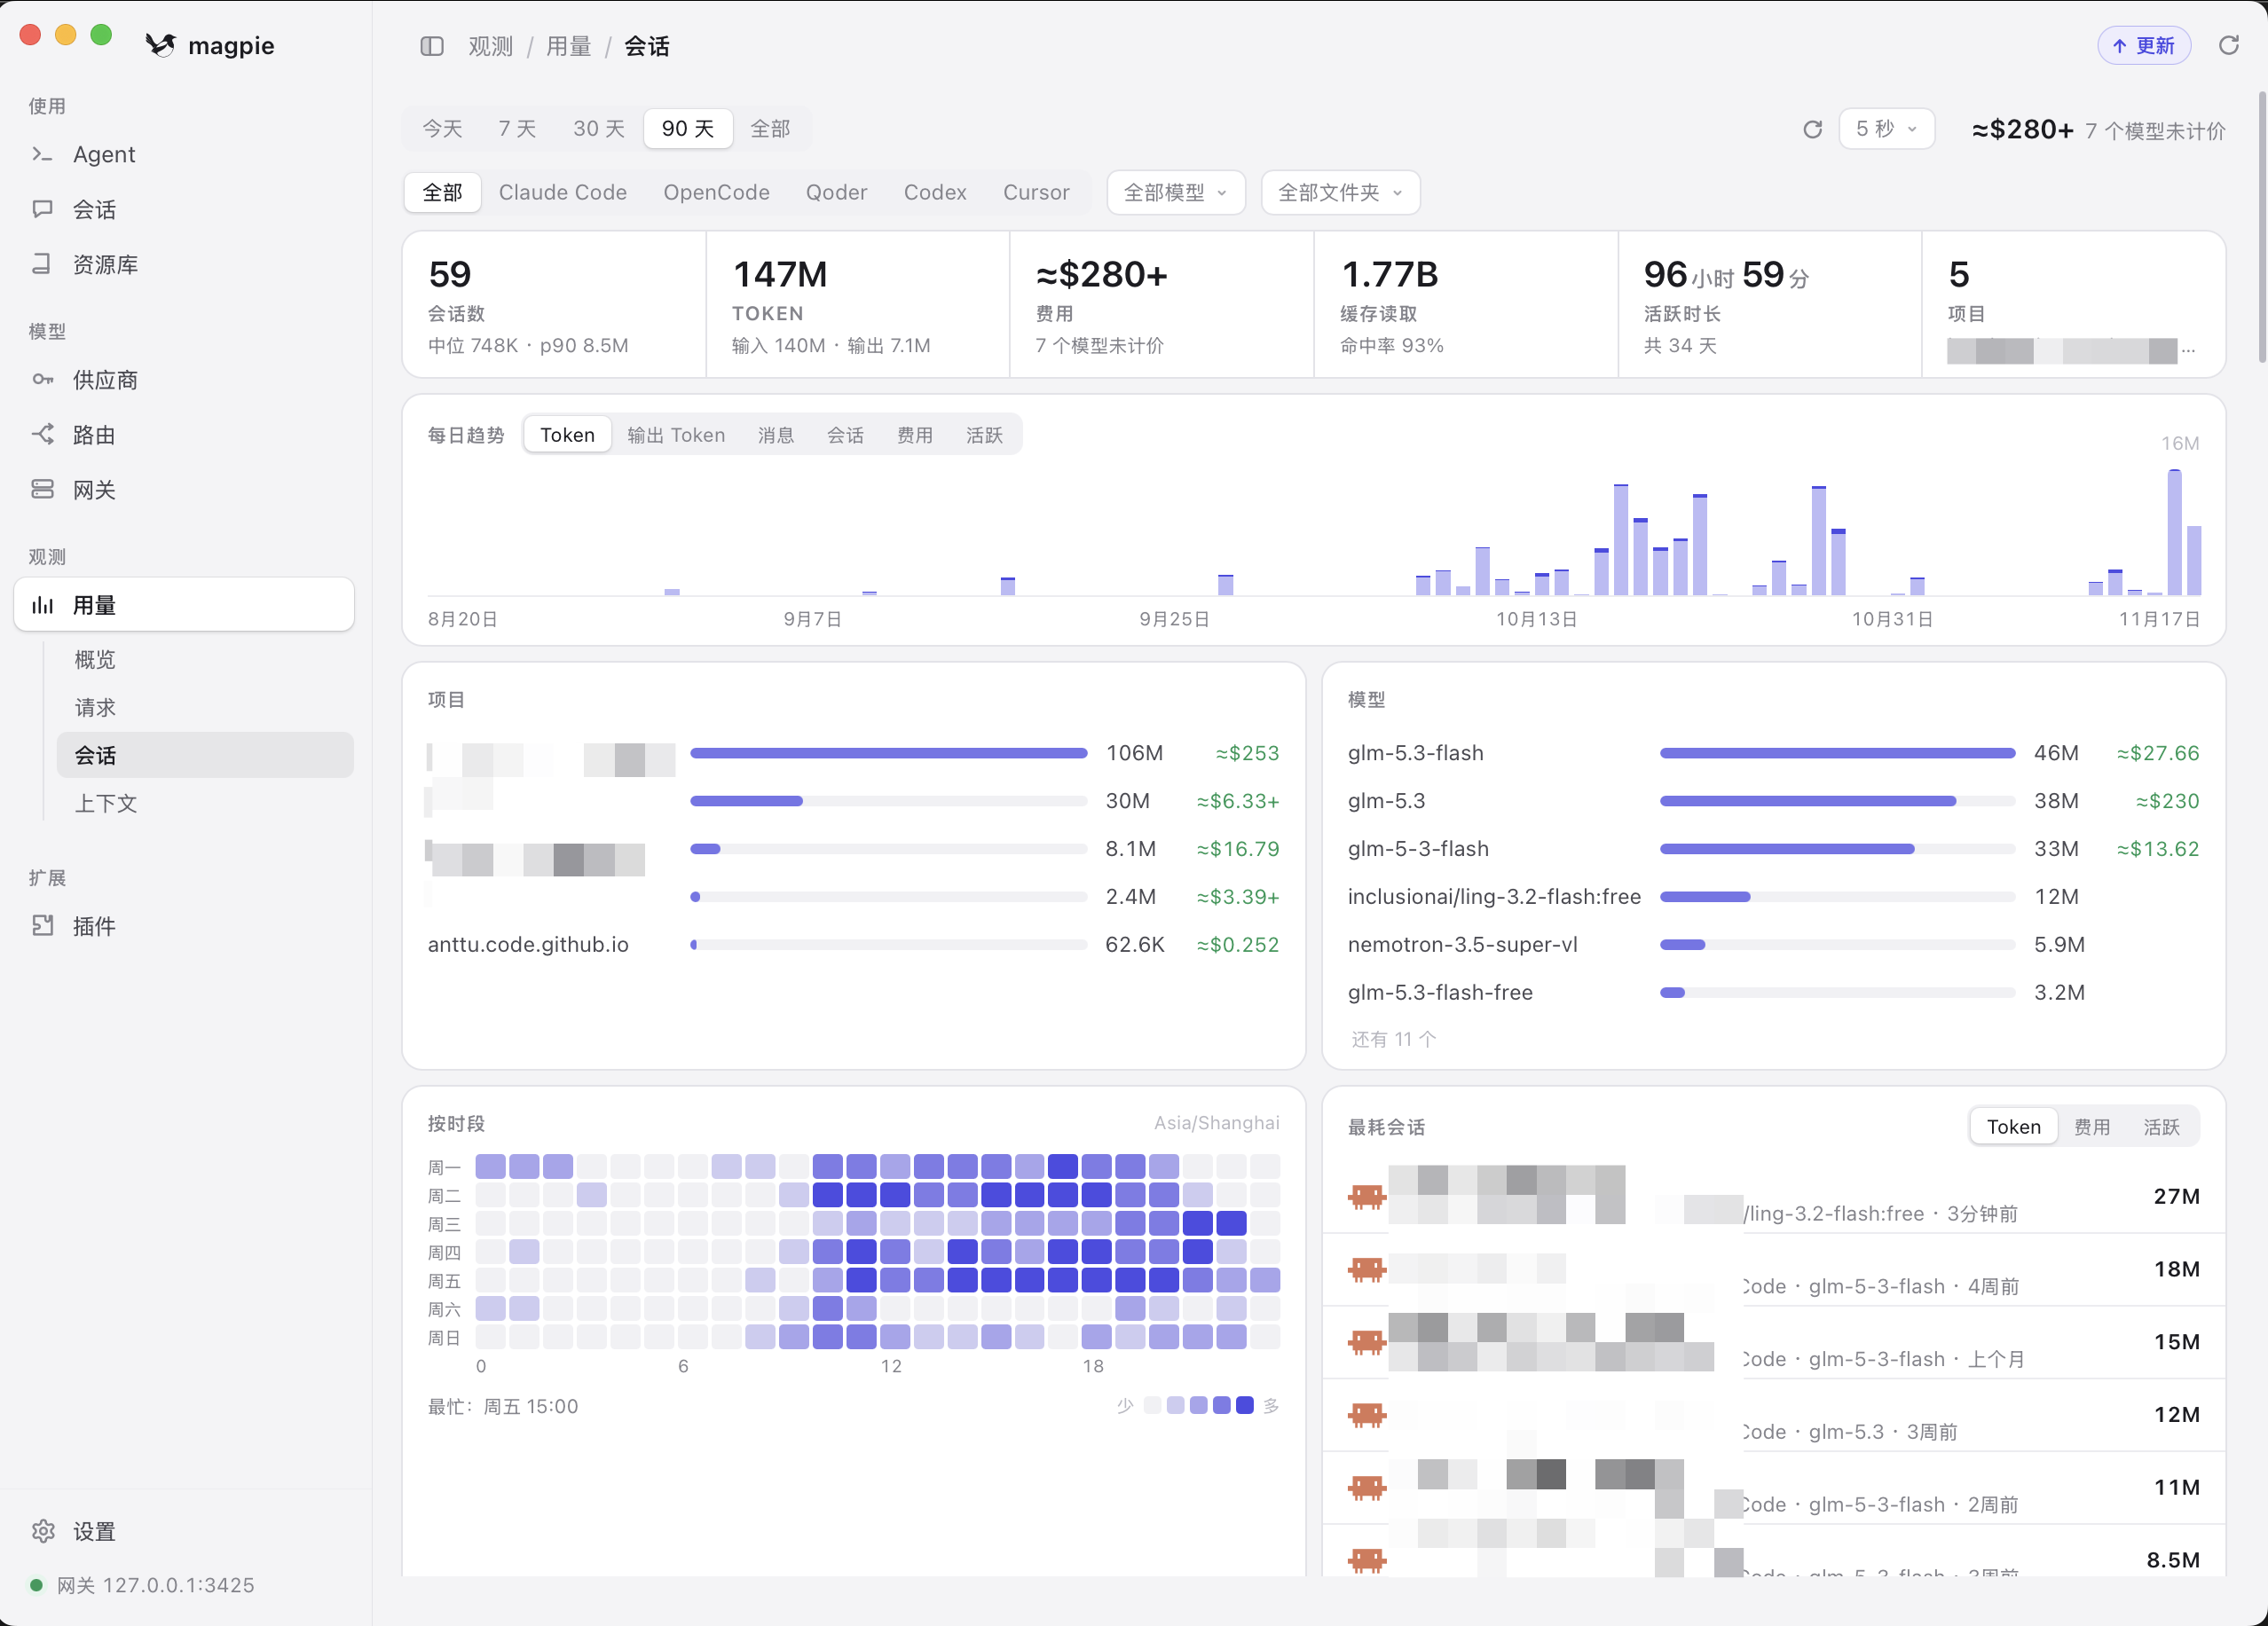 magpie
使用
Agent
会话
资源库
模型
供应商
路由
网关
观测
用量
概览
请求
会话
上下文
扩展
插件
设置
网关 127.0.0.1:3425
观测 / 用量 / 会话
更新
今天 7 天 30 天 90 天 全部
5 秒 ≈$280+ 7 个模型未计价
全部 Claude Code OpenCode Qoder Codex Cursor 全部模型 全部文件夹
59
会话数
中位 748K · p90 8.5M
147M
TOKEN
输入 140M · 输出 7.1M
≈$280+
费用
7 个模型未计价
1.77B
缓存读取
命中率 93%
96小时59分
活跃时长
共 34 天
5
项目
...
每日趋势 Token 输出 Token 消息 会话 费用 活跃
16M
8月20日 9月7日 9月25日 10月13日 10月31日 11月17日
项目
106M ≈$253
30M ≈$6.33+
8.1M ≈$16.79
2.4M ≈$3.39+
anttu.code.github.io 62.6K ≈$0.252
模型
glm-5.3-flash 46M ≈$27.66
glm-5.3 38M ≈$230
glm-5-3-flash 33M ≈$13.62
inclusionai/ling-3.2-flash:free 12M
nemotron-3.5-super-vl 5.9M
glm-5.3-flash-free 3.2M
还有 11 个
按时段 Asia/Shanghai
周一
周二
周三
周四
周五
周六
周日
0 6 12 18
最忙: 周五 15:00 少 多
最耗会话 Token 费用 活跃
/ling-3.2-flash:free · 3分钟前 27M
Code · glm-5-3-flash · 4周前 18M
Code · glm-5-3-flash · 上个月 15M
Code · glm-5.3 · 3周前 12M
Code · glm-5-3-flash · 2周前 11M
Code · glm-5-3-flash · 3周前 8.5M